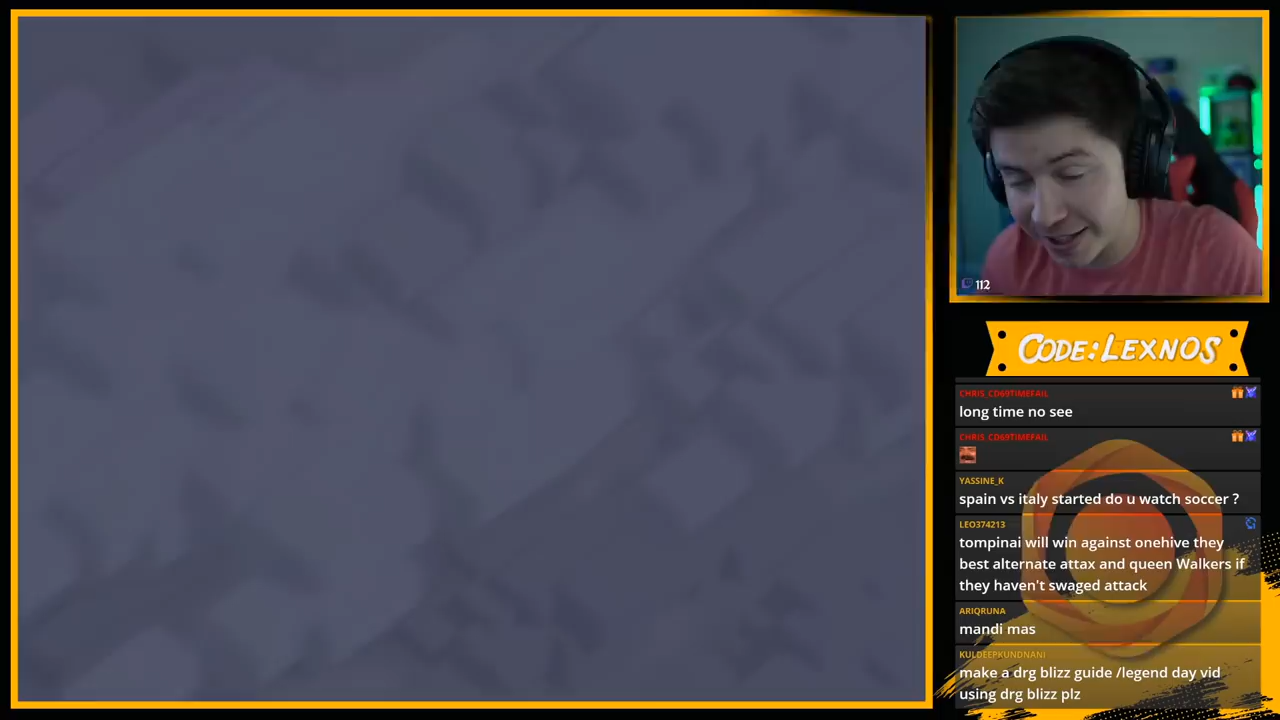 112
CODE:LEXNOS
CHRIS_CD69TIMEFAIL
long time no see
CHRIS_CD69TIMEFAIL
YASSINE_K
spain vs italy started do u watch soccer ?
LEO374213
tompinai will win against onehive they
best alternate attax and queen Walkers if
they haven't swaged attack
ARIQRUNA
mandi mas
KULDEEPKUNDNANI
make a drg blizz guide /legend day vid
using drg blizz plz